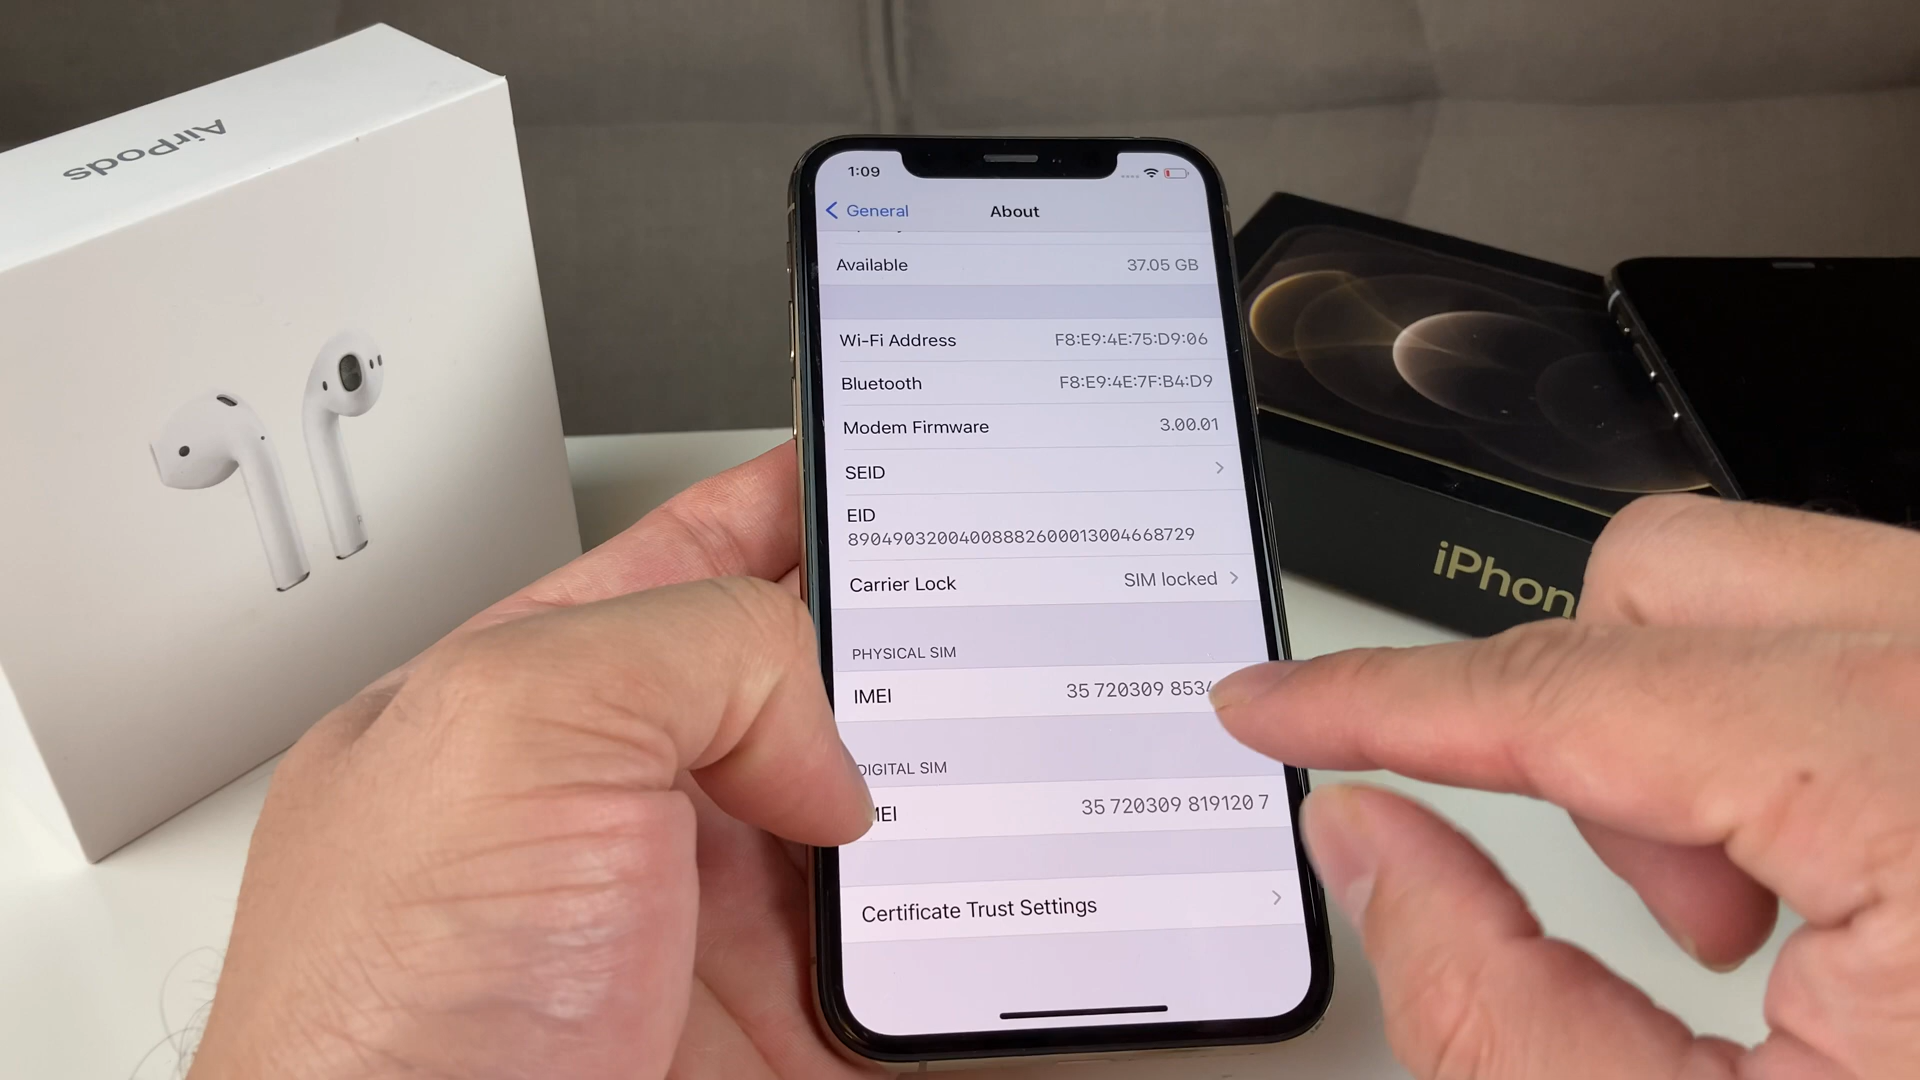 AirPods
1:09
General
About
Available 37.05 GB
Wi-Fi Address F8:E9:4E:75:D9:06
Bluetooth F8:E9:4E:7F:B4:D9
Modem Firmware 3.00.01
SEID
EID
89049032004008882600013004668729
Carrier Lock SIM locked
PHYSICAL SIM
IMEI 35 720309 8534
DIGITAL SIM
MEI 35 720309 819120 7
Certificate Trust Settings
iPhon